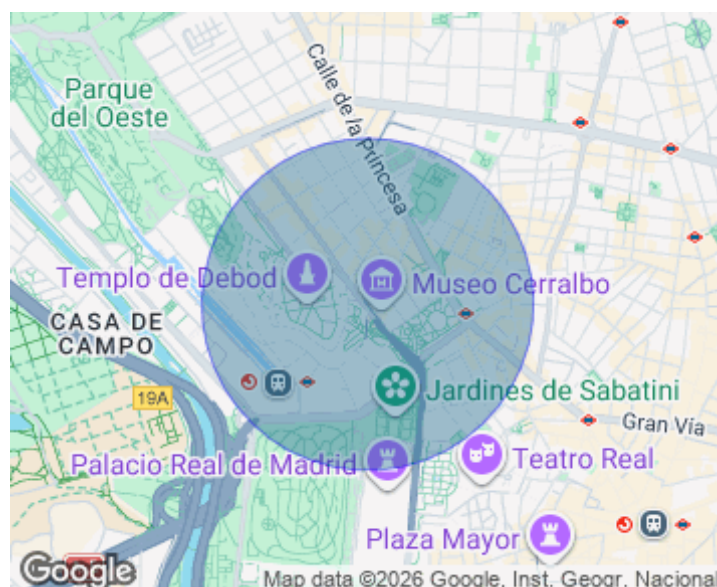 Parque
del Oeste
Calle de la Princesa
Templo de Debod
Museo Cerralbo
CASA DE
CAMPO
19A
Jardines de Sabatini
Gran Vía
Palacio Real de Madrid
Teatro Real
Plaza Mayor
Google
Map data ©2026 Google, Inst. Geogr. Nacional